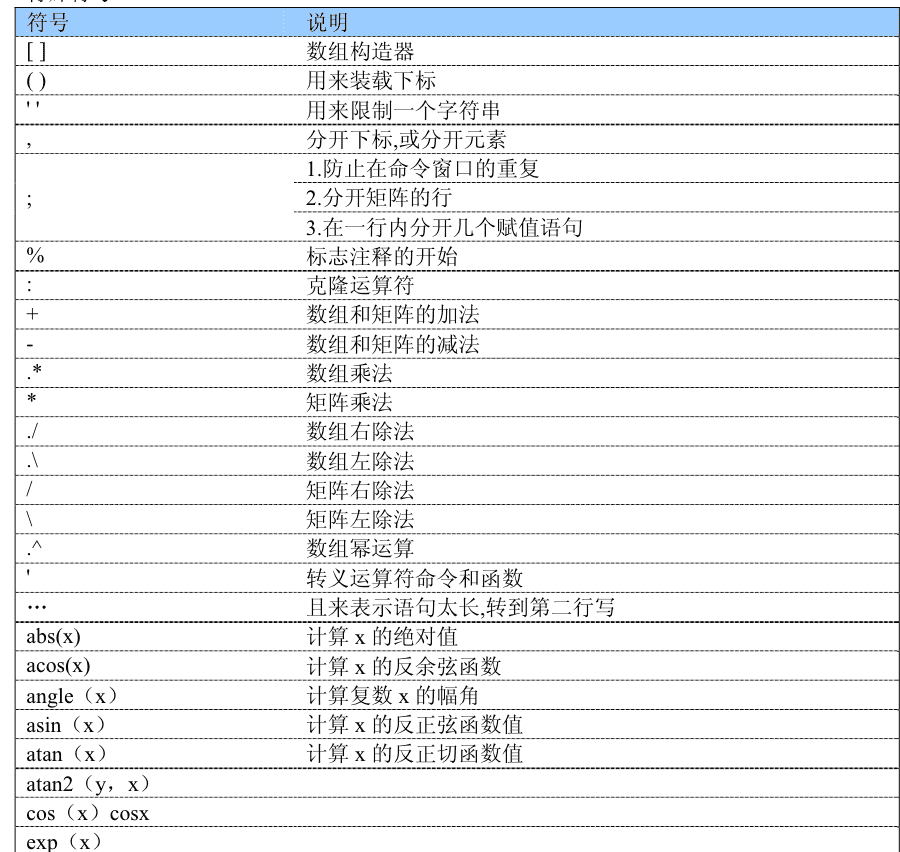 符号 说明
[ ] 数组构造器
( ) 用来装载下标
' ' 用来限制一个字符串
, 分开下标,或分开元素
1.防止在命令窗口的重复
; 2.分开矩阵的行
3.在一行内分开几个赋值语句
% 标志注释的开始
: 克隆运算符
+ 数组和矩阵的加法
- 数组和矩阵的减法
.* 数组乘法
* 矩阵乘法
./ 数组右除法
.\ 数组左除法
/ 矩阵右除法
\ 矩阵左除法
.^ 数组幂运算
' 转义运算符命令和函数
… 且来表示语句太长,转到第二行写
abs(x) 计算 x 的绝对值
acos(x) 计算 x 的反余弦函数
angle（x） 计算复数 x 的幅角
asin（x） 计算 x 的反正弦函数值
atan（x） 计算 x 的反正切函数值
atan2（y，x）
cos（x）cosx
exp（x）